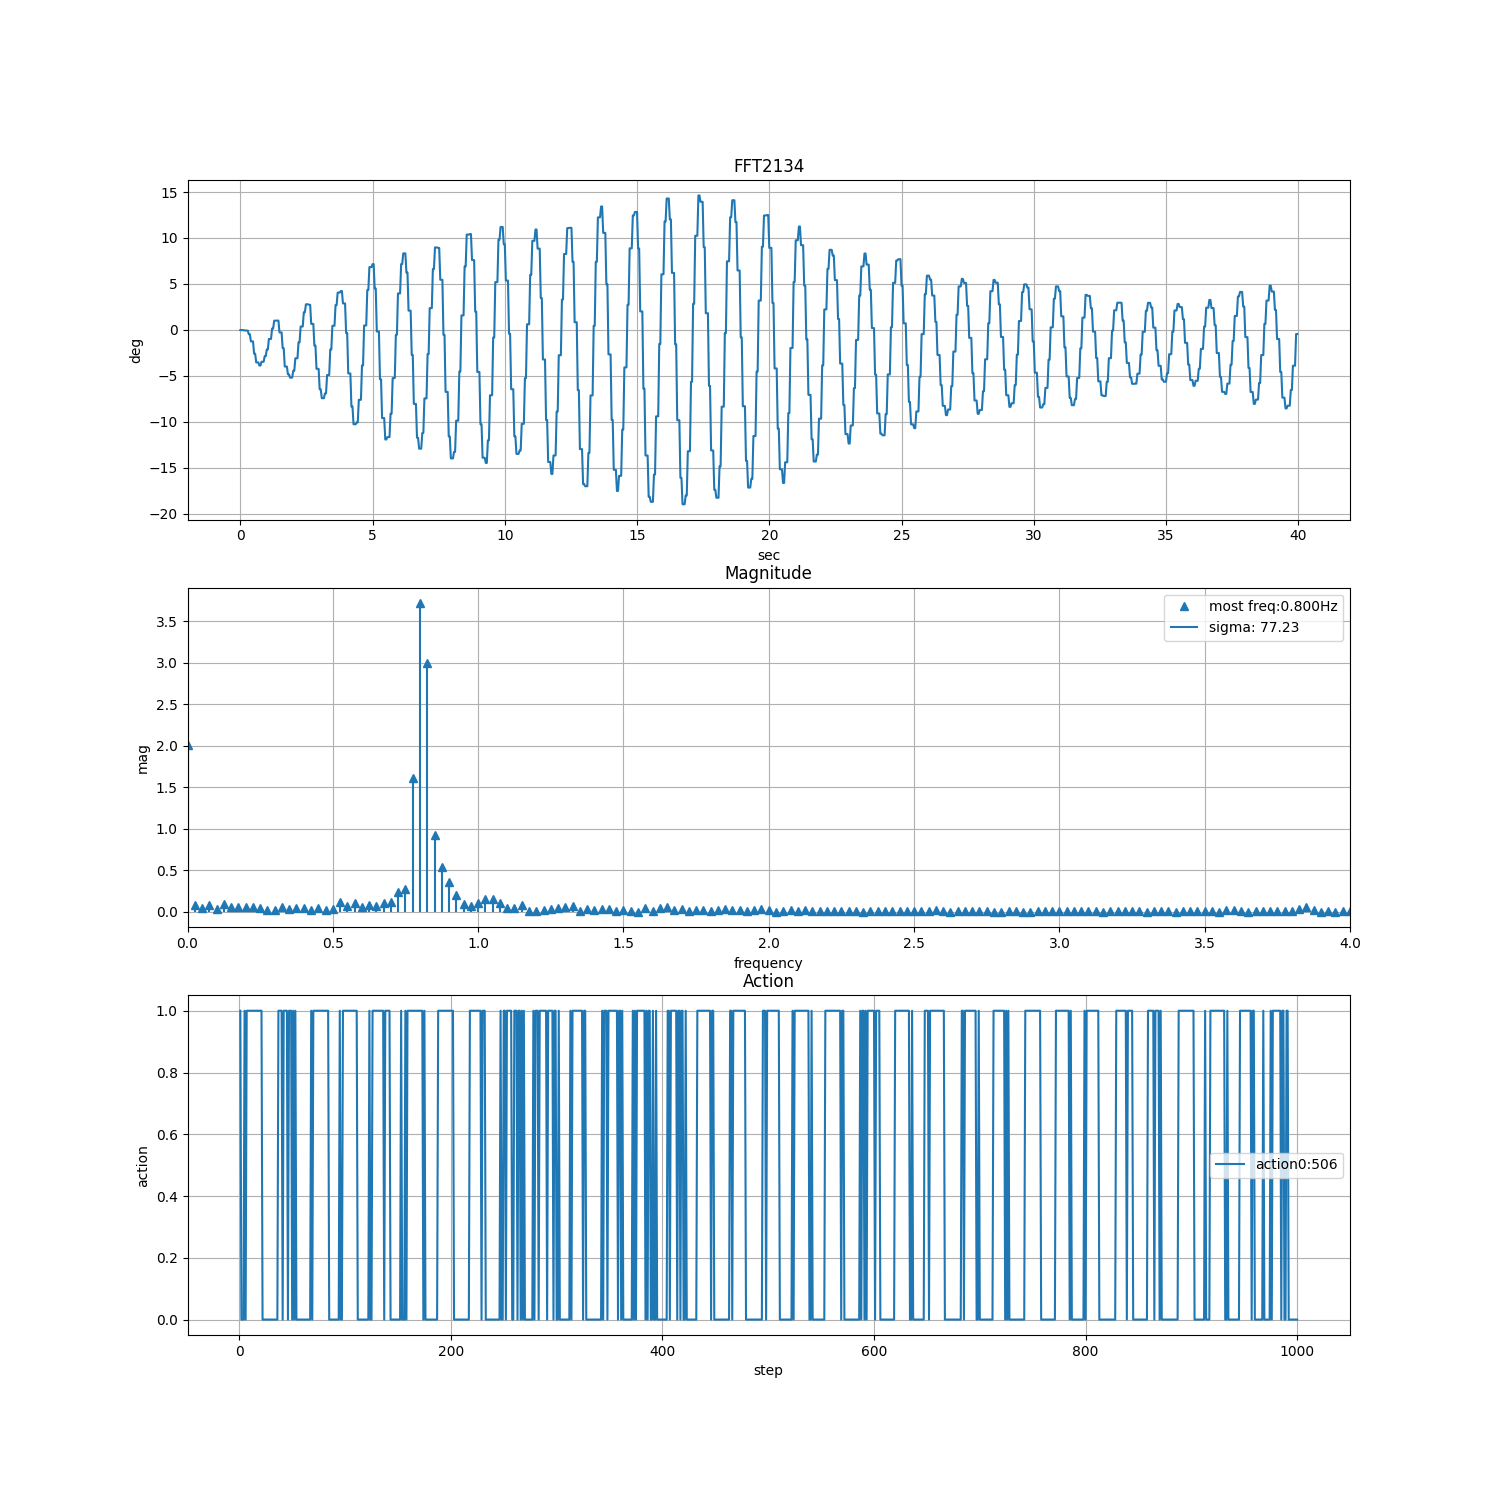 FFT2134
15
10
5
0
−5
−10
−15
−20
deg
0 5 10 15 20 25 30 35 40
sec
Magnitude
most freq:0.800Hz
sigma: 77.23
3.5
3.0
2.5
2.0
1.5
1.0
0.5
0.0
mag
0.0 0.5 1.0 1.5 2.0 2.5 3.0 3.5 4.0
frequency
Action
1.0
0.8
0.6
0.4
0.2
0.0
action
action0:506
0 200 400 600 800 1000
step